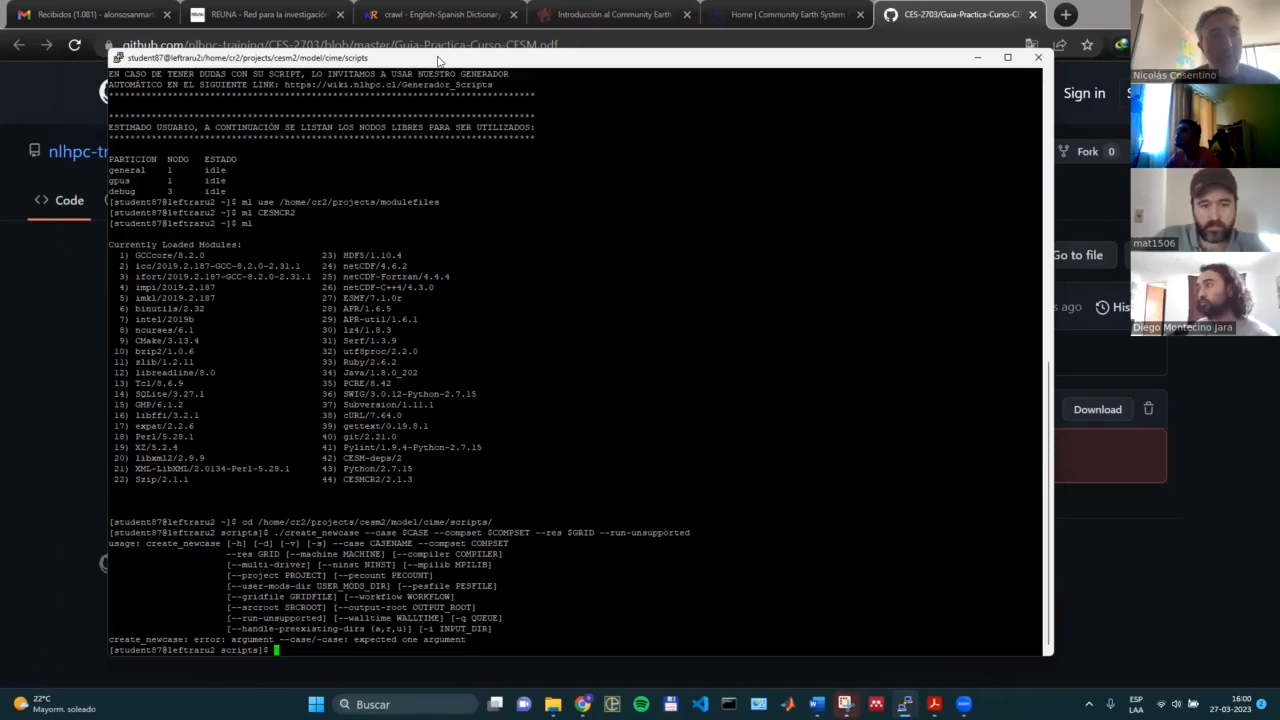 Recibidos (1.081) - alonsosanmart
REUNA - Red para la investigación
crawl - English-Spanish Dictionary
Introducción al Community Earth
Home | Community Earth System
CES-2703/Guia-Practica-Curso-CE
github.com/nlhpc-training/CES-2703/blob/master/Guia-Practica-Curso-CESM.pdf
student87@leftraru2:/home/cr2/projects/cesm2/model/cime/scripts
EN CASO DE TENER DUDAS CON SU SCRIPT, LO INVITAMOS A USAR NUESTRO GENERADOR
AUTOMÁTICO EN EL SIGUIENTE LINK: https://wiki.nlhpc.cl/Generador_Scripts
********************************************************************************
********************************************************************************
ESTIMADO USUARIO, A CONTINUACIÓN SE LISTAN LOS NODOS LIBRES PARA SER UTILIZADOS:
********************************************************************************
PARTICION NODO ESTADO
general 1 idle
gpus 1 idle
debug 3 idle
[student87@leftraru2 ~]$ ml use /home/cr2/projects/modulefiles
[student87@leftraru2 ~]$ ml CESMCR2
[student87@leftraru2 ~]$ ml
Currently Loaded Modules:
1) GCCcore/8.2.0 23) HDF5/1.10.4
2) icc/2019.2.187-GCC-8.2.0-2.31.1 24) netCDF/4.6.2
3) ifort/2019.2.187-GCC-8.2.0-2.31.1 25) netCDF-Fortran/4.4.4
4) impi/2019.2.187 26) netCDF-C++4/4.3.0
5) imkl/2019.2.187 27) ESMF/7.1.0r
6) binutils/2.32 28) APR/1.6.5
7) intel/2019b 29) APR-util/1.6.1
8) ncurses/6.1 30) lz4/1.8.3
9) CMake/3.13.4 31) Serf/1.3.9
10) bzip2/1.0.6 32) utf8proc/2.2.0
11) zlib/1.2.11 33) Ruby/2.6.2
12) libreadline/8.0 34) Java/1.8.0_202
13) Tcl/8.6.9 35) PCRE/8.42
14) SQLite/3.27.1 36) SWIG/3.0.12-Python-2.7.15
15) GMP/6.1.2 37) Subversion/1.11.1
16) libffi/3.2.1 38) cURL/7.64.0
17) expat/2.2.6 39) gettext/0.19.8.1
18) Perl/5.28.1 40) git/2.21.0
19) XZ/5.2.4 41) Pylint/1.9.4-Python-2.7.15
20) libxml2/2.9.9 42) CESM-deps/2
21) XML-LibXML/2.0134-Perl-5.28.1 43) Python/2.7.15
22) Szip/2.1.1 44) CESMCR2/2.1.3
[student87@leftraru2 ~]$ cd /home/cr2/projects/cesm2/model/cime/scripts/
[student87@leftraru2 scripts]$ ./create_newcase --case $CASE --compset $COMPSET --res $GRID --run-unsupported
usage: create_newcase [-h] [-d] [-v] [-s] --case CASENAME --compset COMPSET
--res GRID [--machine MACHINE] [--compiler COMPILER]
[--multi-driver] [--ninst NINST] [--mpilib MPILIB]
[--project PROJECT] [--pecount PECOUNT]
[--user-mods-dir USER_MODS_DIR] [--pesfile PESFILE]
[--gridfile GRIDFILE] [--workflow WORKFLOW]
[--srcroot SRCROOT] [--output-root OUTPUT_ROOT]
[--run-unsupported] [--walltime WALLTIME] [-q QUEUE]
[--handle-preexisting-dirs {a,r,u}] [-i INPUT_DIR]
create_newcase: error: argument --case/-case: expected one argument
[student87@leftraru2 scripts]$
nlhpc-tr
Code
Sign in
Fork 0
Go to file
s ago
His
Download
Nicolás Cosentino
mat1506
Diego Montecino Jara
22°C
Mayorm. soleado
Buscar
ESP
LAA
16:00
27-03-2023